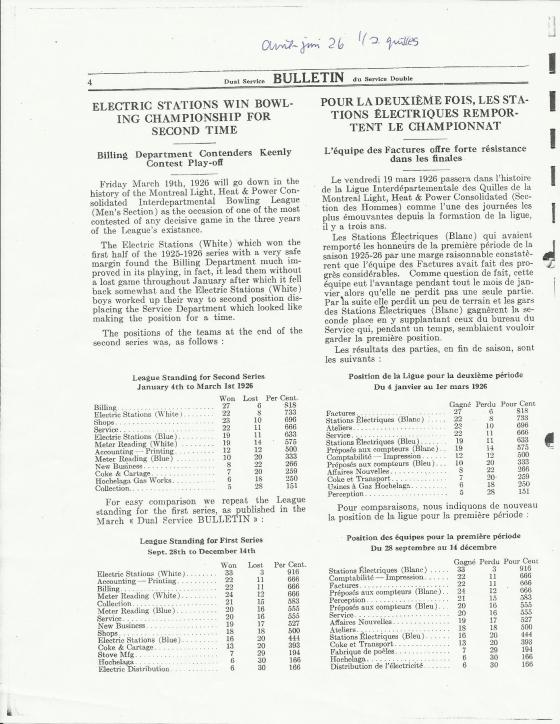 avril-juin 26 1/2 quilles
4 Dual Service BULLETIN du Service Double
ELECTRIC STATIONS WIN BOWL-
ING CHAMPIONSHIP FOR
SECOND TIME
Billing Department Contenders Keenly
Contest Play-off
Friday March 19th, 1926 will go down in the
history of the Montreal Light, Heat & Power Con-
solidated Interdepartmental Bowling League
(Men's Section) as the occasion of one of the most
contested of any decisive game in the three years
of the League's existance.
The Electric Stations (White) which won the
first half of the 1925-1926 series with a very safe
margin found the Billing Department much im-
proved in its playing, in fact, it lead them without
a lost game throughout January after which it fell
back somewhat and the Electric Stations (White)
boys worked up their way to second position dis-
placing the Service Department which looked like
making the position for a time.
The positions of the teams at the end of the
second series was, as follows :
League Standing for Second Series
January 4th to March 1st 1926
Won Lost Per Cent.
Billing 27 6 818
Electric Stations (White) 22 8 733
Shops 23 10 696
Service 22 11 666
Electric Stations (Blue) 19 11 633
Meter Reading (White) 19 14 575
Accounting — Printing 12 12 500
Meter Reading (Blue) 10 20 333
New Business 8 22 266
Coke & Cartage 7 20 259
Hochelaga Gas Works 6 18 250
Collection 5 28 151
For easy comparison we repeat the League
standing for the first series, as published in the
March « Dual Service BULLETIN » :
League Standing for First Series
Sept. 28th to December 14th
Won Lost Per Cent.
Electric Stations (White) 33 3 916
Accounting — Printing 22 11 666
Billing 22 11 666
Meter Reading (White) 24 12 666
Collection 21 15 583
Meter Reading (Blue) 20 16 555
Service 20 16 555
New Business 19 17 527
Shops 18 18 500
Electric Stations (Blue) 16 20 444
Coke & Cartage 13 20 393
Stove Mfg 7 29 194
Hochelaga 6 30 166
Electric Distribution 6 30 166
POUR LA DEUXIÈME FOIS, LES STA-
TIONS ÉLECTRIQUES REMPOR-
TENT LE CHAMPIONNAT
L'équipe des Factures offre forte résistance
dans les finales
Le vendredi 19 mars 1926 passera dans l'histoire
de la Ligue Interdépartementale des Quilles de la
Montreal Light, Heat & Power Consolidated (Sec-
tion des Hommes) comme l'une des journées les
plus émouvantes depuis la formation de la ligue,
il y a trois ans.
Les Stations Électriques (Blanc) qui avaient
remporté les honneurs de la première période de la
saison 1925-26 par une marge raisonnable constatè-
rent que l'équipe des Factures avait fait des pro-
grès considérables. Comme question de fait, cette
équipe eut l'avantage pendant tout le mois de jan-
vier alors qu'elle ne perdit pas une seule partie.
Par la suite elle perdit un peu de terrain et les gars
des Stations Électriques (Blanc) gagnèrent la se-
conde place en y supplantant ceux du bureau du
Service qui, pendant un temps, semblaient vouloir
garder la première position.
Les résultats des parties, en fin de saison, sont
les suivants :
Position de la Ligue pour la deuxième période
Du 4 janvier au 1er mars 1926
Gagné Perdu Pour Cent
Factures 27 6 818
Stations Électriques (Blanc) 22 8 733
Ateliers 23 10 696
Service 22 11 666
Stations Électriques (Bleu) 19 11 633
Préposés aux compteurs (Blanc) 19 14 575
Comptabilité — Impression 12 12 500
Préposés aux compteurs (Bleu) 10 20 333
Affaires Nouvelles 8 22 266
Coke et Transport 7 20 259
Usines à Gaz Hochelaga 6 18 250
Perception 5 28 151
Pour comparaisons, nous indiquons de nouveau
la position de la ligue pour la première période :
Position des équipes pour la première période
Du 28 septembre au 14 décembre
Gagné Perdu Pour Cent
Stations Électriques (Blanc) 33 3 916
Comptabilité — Impression 22 11 666
Factures 22 11 666
Préposés aux compteurs (Blanc) 24 12 666
Perception 21 15 583
Préposés aux compteurs (Bleu) 20 16 555
Service 20 16 555
Affaires Nouvelles 19 17 527
Ateliers 18 18 500
Stations Électriques (Bleu) 16 20 444
Coke et Transport 13 20 393
Fabrique de poêles 7 29 194
Hochelaga 6 30 166
Distribution de l'électricité 6 30 166